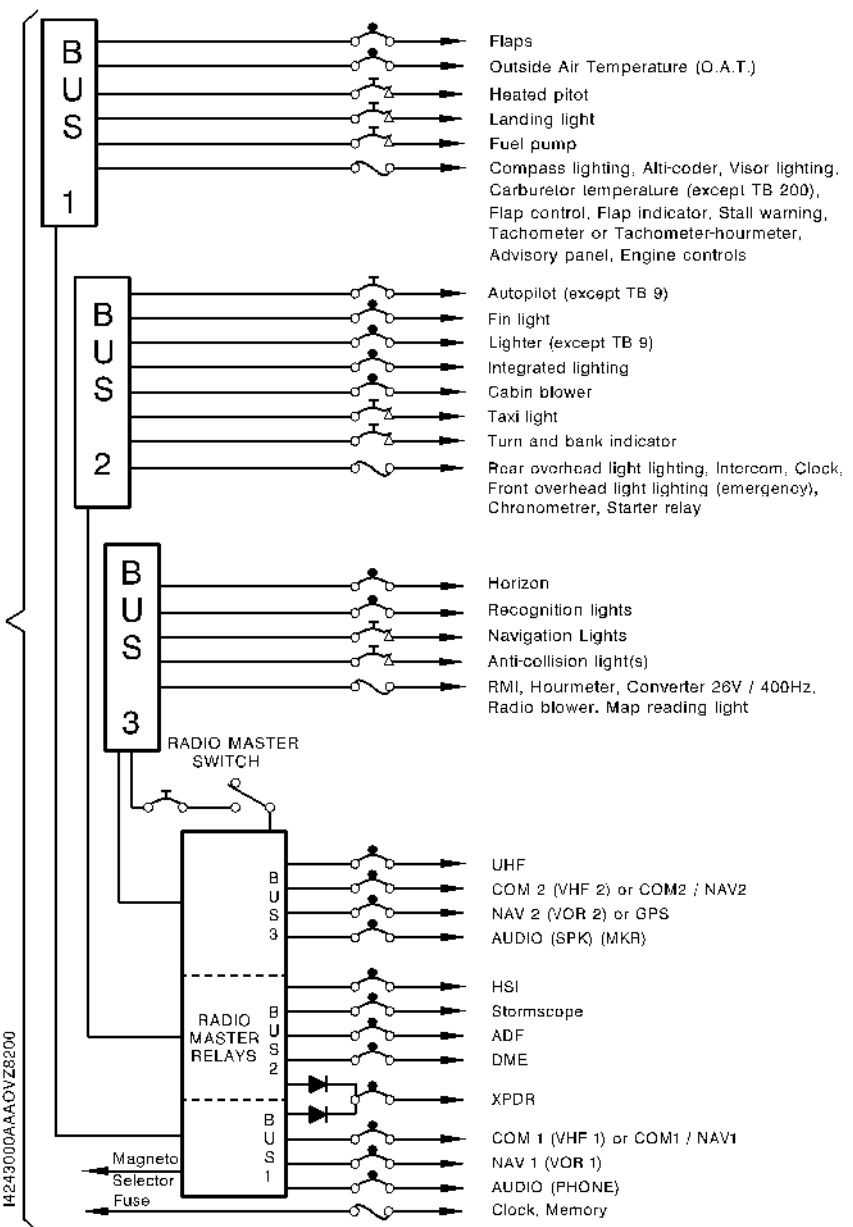 BUS 1
Flaps
Outside Air Temperature (O.A.T.)
Heated pitot
Landing light
Fuel pump
Compass lighting, Alti-coder, Visor lighting,
Carburetor temperature (except TB 200),
Flap control, Flap indicator, Stall warning,
Tachometer or Tachometer-hourmeter,
Advisory panel, Engine controls
BUS 2
Autopilot (except TB 9)
Fin light
Lighter (except TB 9)
Integrated lighting
Cabin blower
Taxi light
Turn and bank indicator
Rear overhead light lighting, Intercom, Clock,
Front overhead light lighting (emergency),
Chronometrer, Starter relay
BUS 3
Horizon
Recognition lights
Navigation Lights
Anti-collision light(s)
RMI, Hourmeter, Converter 26V / 400Hz,
Radio blower. Map reading light
RADIO MASTER
SWITCH
BUS 3
UHF
COM 2 (VHF 2) or COM2 / NAV2
NAV 2 (VOR 2) or GPS
AUDIO (SPK) (MKR)
RADIO
MASTER
RELAYS
BUS 2
HSI
Stormscope
ADF
DME
XPDR
BUS 1
COM 1 (VHF 1) or COM1 / NAV1
NAV 1 (VOR 1)
AUDIO (PHONE)
Magneto
Selector
Fuse
Clock, Memory
I4243000AAAOVZ8200